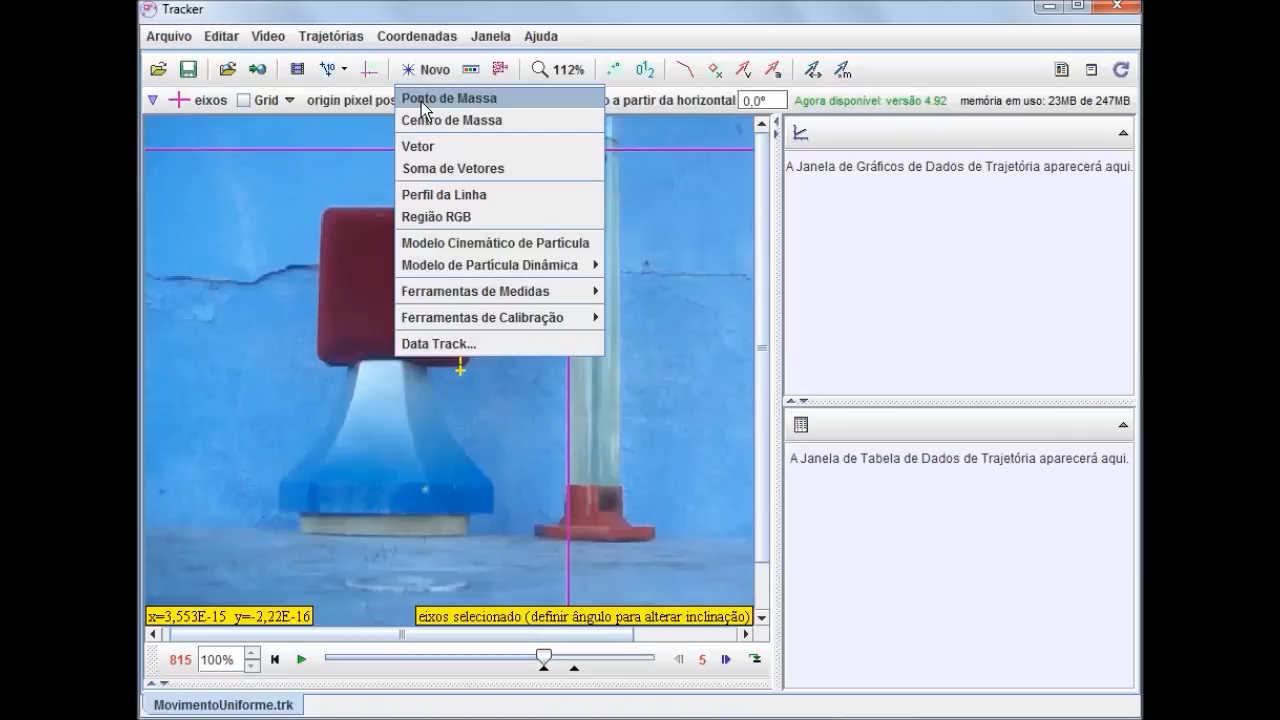 Tracker
Arquivo Editar Vídeo Trajetórias Coordenadas Janela Ajuda
Novo 112%
eixos Grid origin pixel pos o a partir da horizontal 0,0° Agora disponível: versão 4.92 memória em uso: 23MB de 247MB
Ponto de Massa
Centro de Massa
Vetor
Soma de Vetores
Perfil da Linha
Região RGB
Modelo Cinemático de Partícula
Modelo de Partícula Dinâmica
Ferramentas de Medidas
Ferramentas de Calibração
Data Track...
A Janela de Gráficos de Dados de Trajetória aparecerá aqui.
A Janela de Tabela de Dados de Trajetória aparecerá aqui.
x=3,553E-15 y=-2,22E-16
eixos selecionado (definir ângulo para alterar inclinação)
815 100% 5
MovimentoUniforme.trk